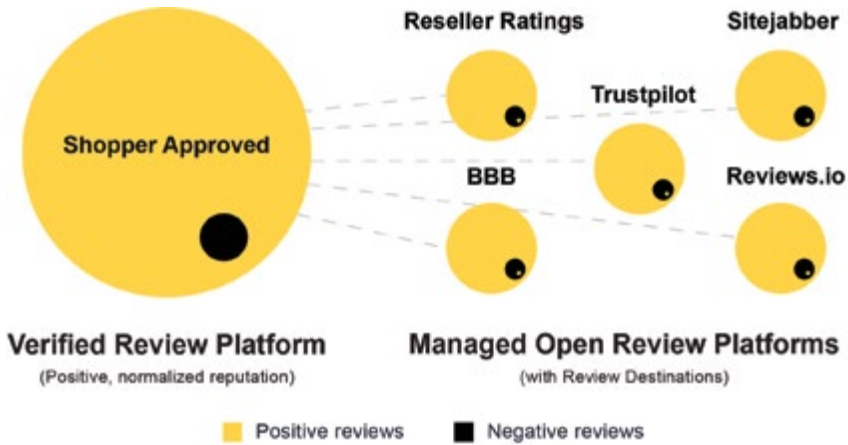 Reseller Ratings
Sitejabber
Trustpilot
Shopper Approved
BBB
Reviews.io
Verified Review Platform
(Positive, normalized reputation)
Managed Open Review Platforms
(with Review Destinations)
Positive reviews
Negative reviews